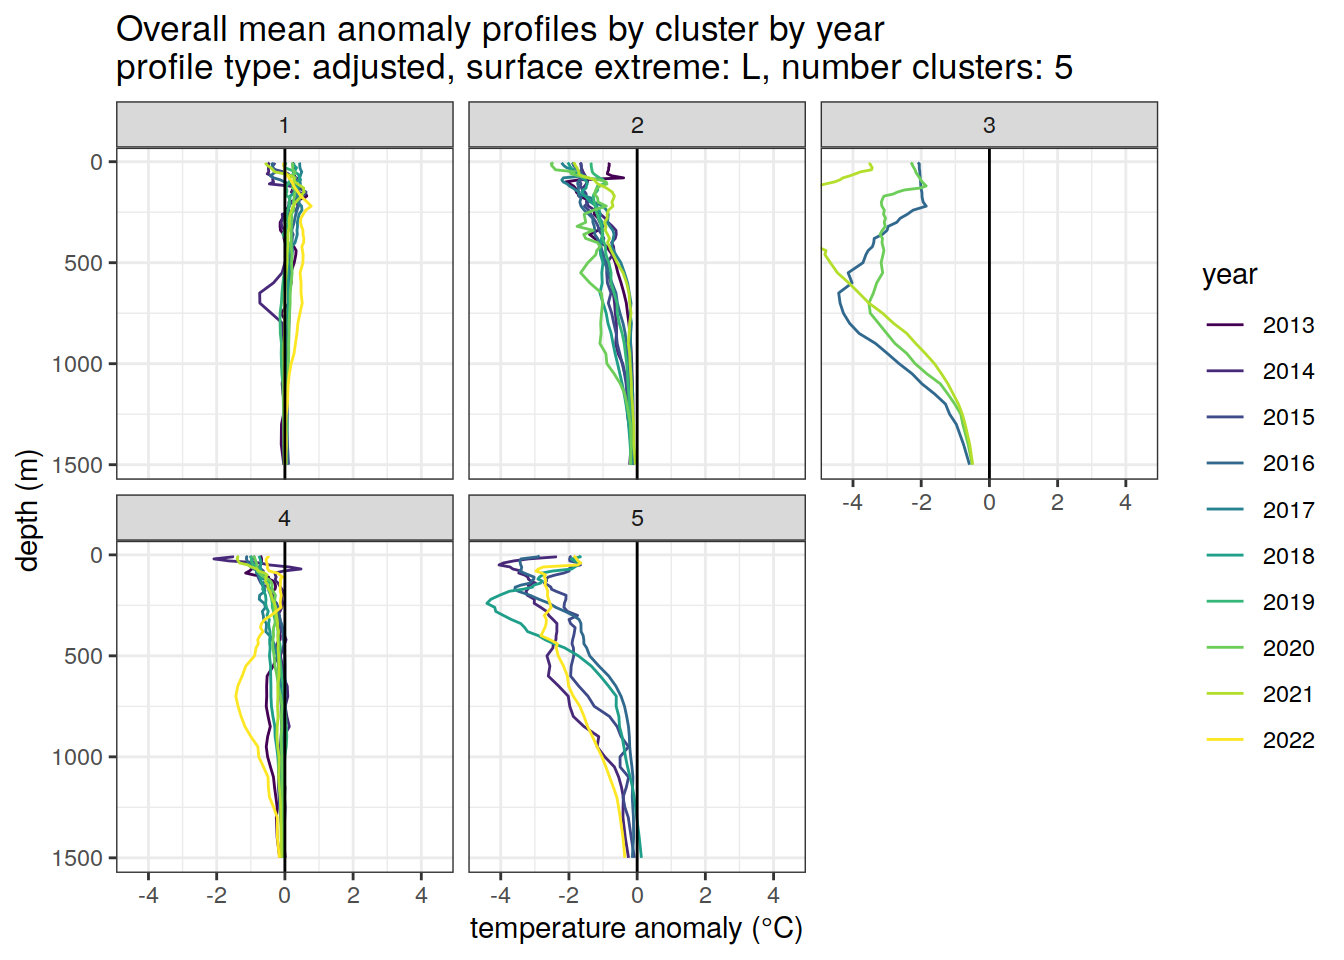 Overall mean anomaly profiles by cluster by year
profile type: adjusted, surface extreme: L, number clusters: 5
1
2
3
0
500
1000
1500
-4 -2 0 2 4
4
5
0
500
1000
1500
-4 -2 0 2 4
-4 -2 0 2 4
depth (m)
temperature anomaly (°C)
year
2013
2014
2015
2016
2017
2018
2019
2020
2021
2022